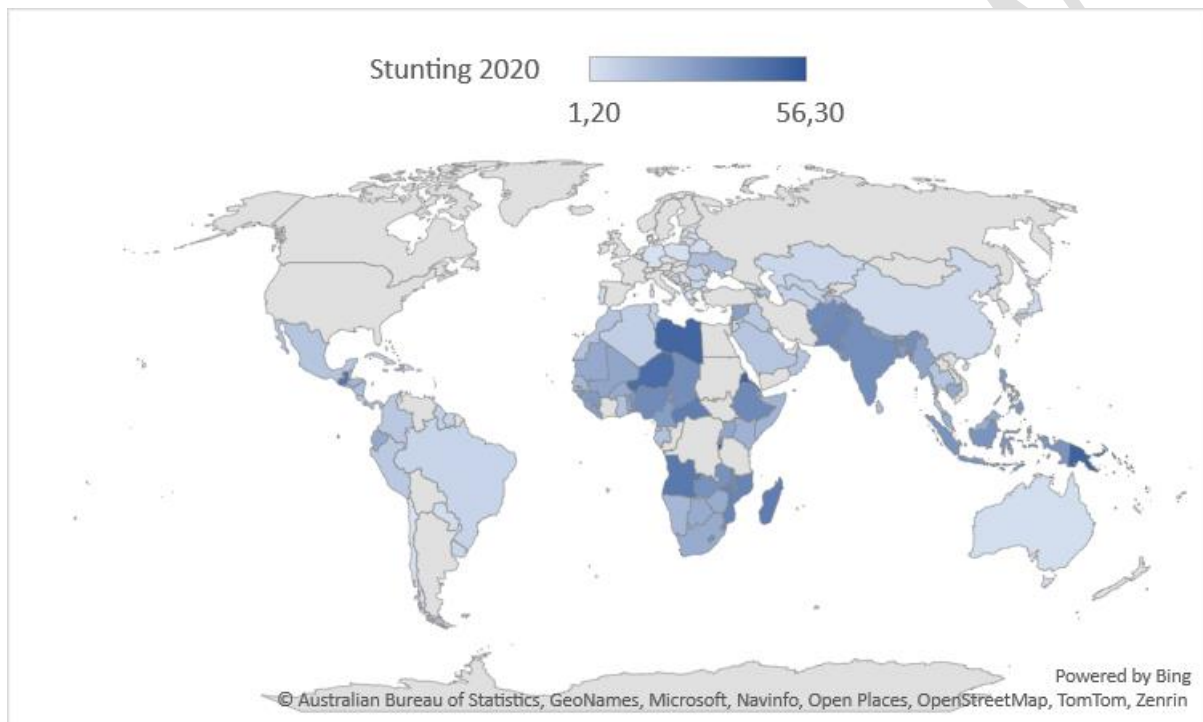 Stunting 2020
1,20 56,30
Powered by Bing
© Australian Bureau of Statistics, GeoNames, Microsoft, Navinfo, Open Places, OpenStreetMap, TomTom, Zenrin